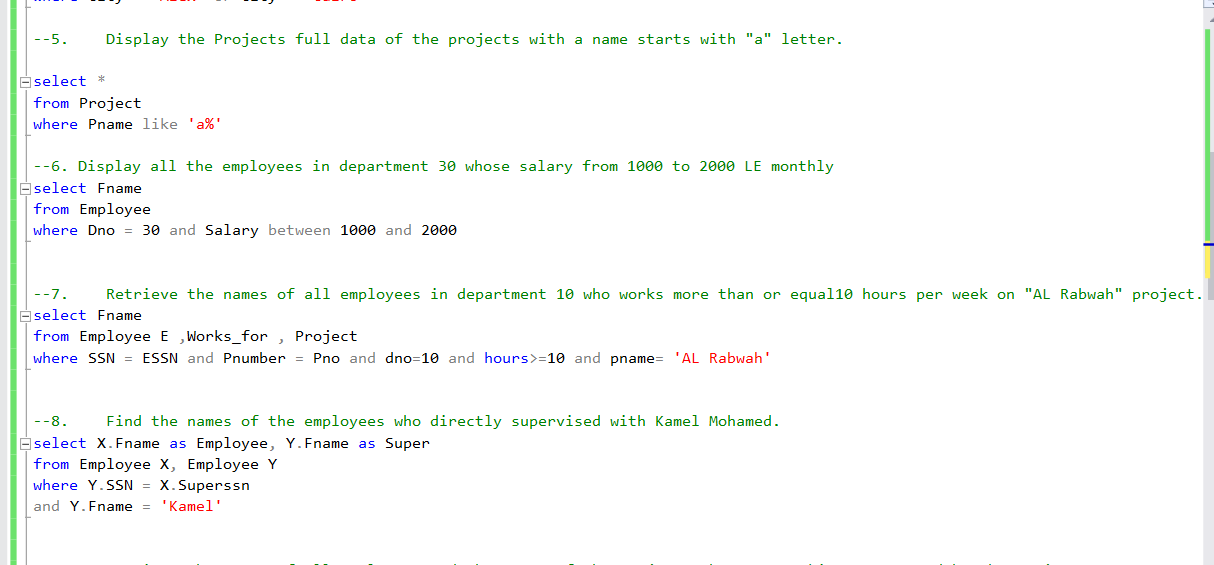 --5. Display the Projects full data of the projects with a name starts with "a" letter.
select *
from Project
where Pname like 'a%'
--6. Display all the employees in department 30 whose salary from 1000 to 2000 LE monthly
select Fname
from Employee
where Dno = 30 and Salary between 1000 and 2000
--7. Retrieve the names of all employees in department 10 who works more than or equal10 hours per week on "AL Rabwah" project.
select Fname
from Employee E ,Works_for , Project
where SSN = ESSN and Pnumber = Pno and dno=10 and hours>=10 and pname= 'AL Rabwah'
--8. Find the names of the employees who directly supervised with Kamel Mohamed.
select X.Fname as Employee, Y.Fname as Super
from Employee X, Employee Y
where Y.SSN = X.Superssn
and Y.Fname = 'Kamel'